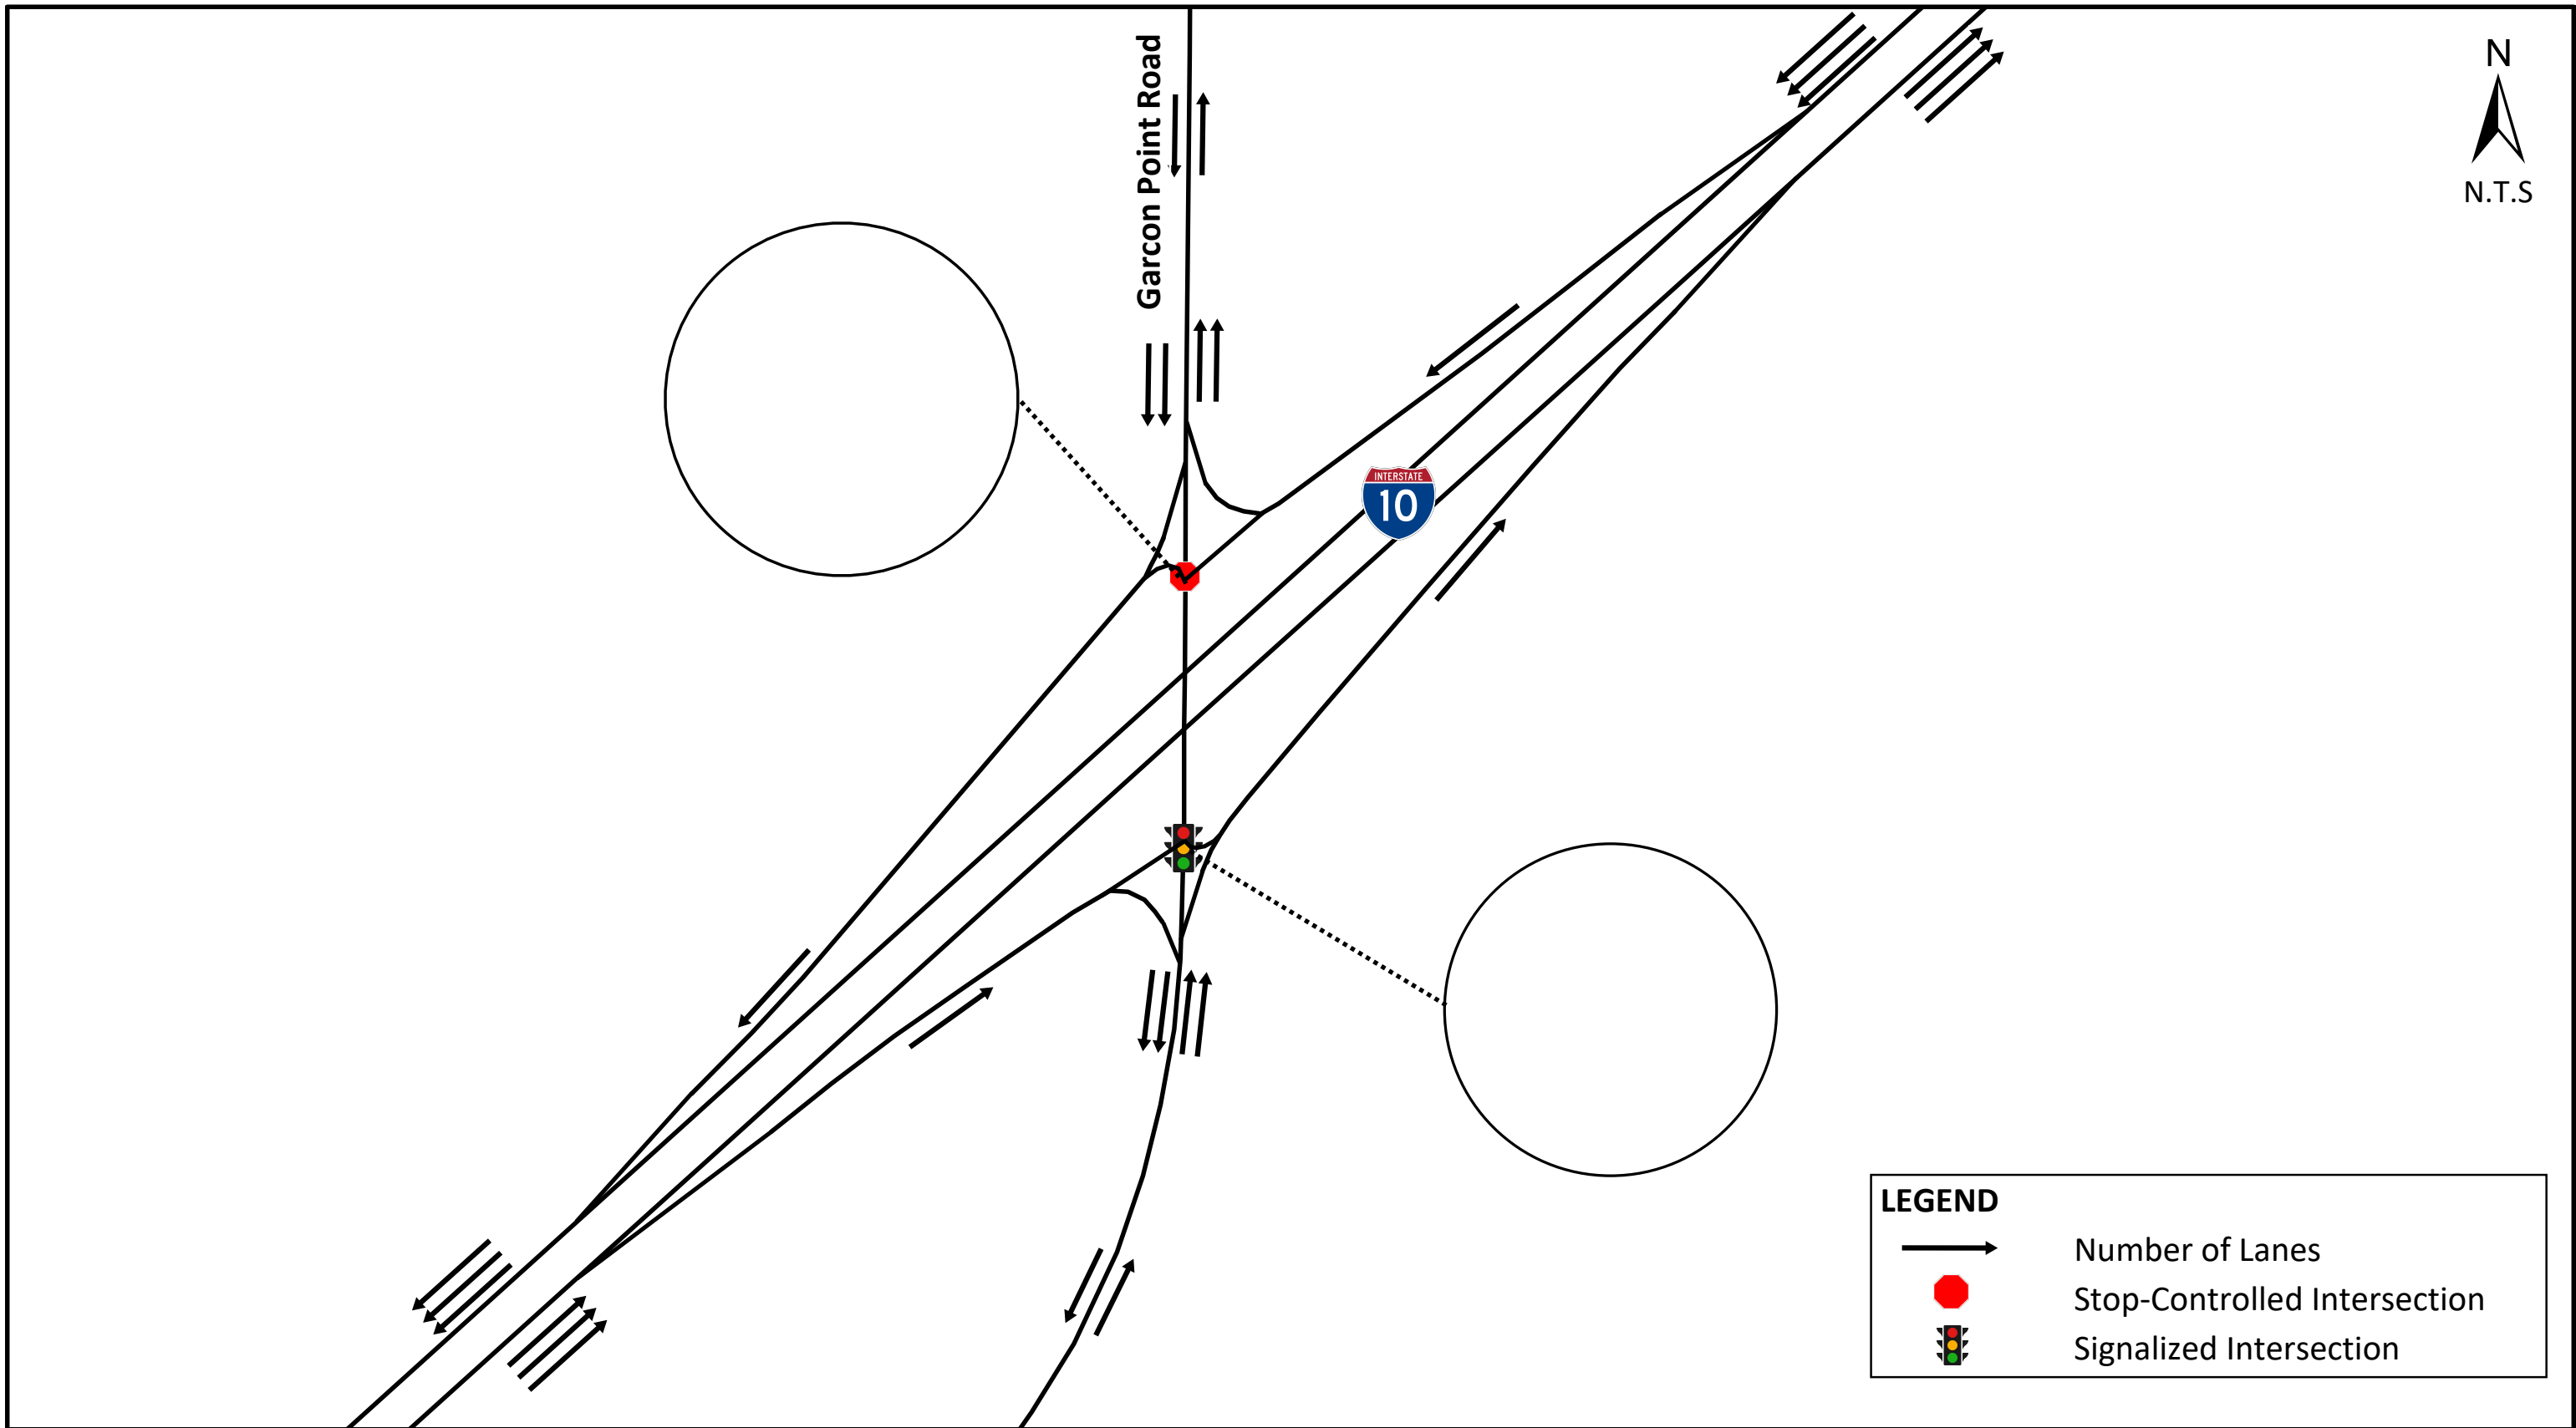 Garcon Point Road
N
N.T.S
INTERSTATE
10
LEGEND
Number of Lanes
Stop-Controlled Intersection
Signalized Intersection